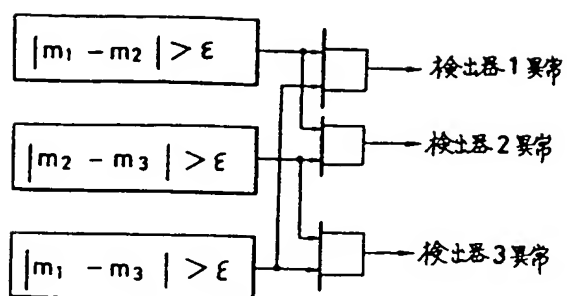 |m1 - m2| > ε
検出器1異常
|m2 - m3| > ε
検出器2異常
|m1 - m3| > ε
検出器3異常